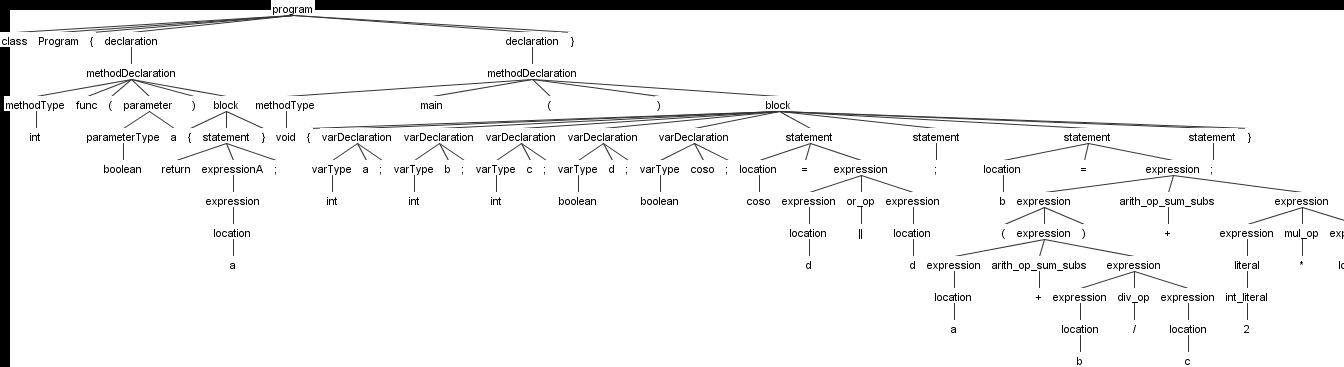 program
class Program { declaration declaration }
methodDeclaration methodDeclaration
methodType func ( parameter ) block methodType main ( ) block
int parameterType a { statement } void { varDeclaration varDeclaration varDeclaration varDeclaration varDeclaration statement statement statement statement }
boolean return expressionA ; varType a ; varType b ; varType c ; varType d ; varType coso ; location = expression ; location = expression ;
expression int int int boolean boolean coso expression or_op expression b expression arith_op_sum_subs expression
location location || location ( expression ) + expression mul_op
a d d expression arith_op_sum_subs expression literal *
location + expression div_op expression int_literal
a location / location 2
b c